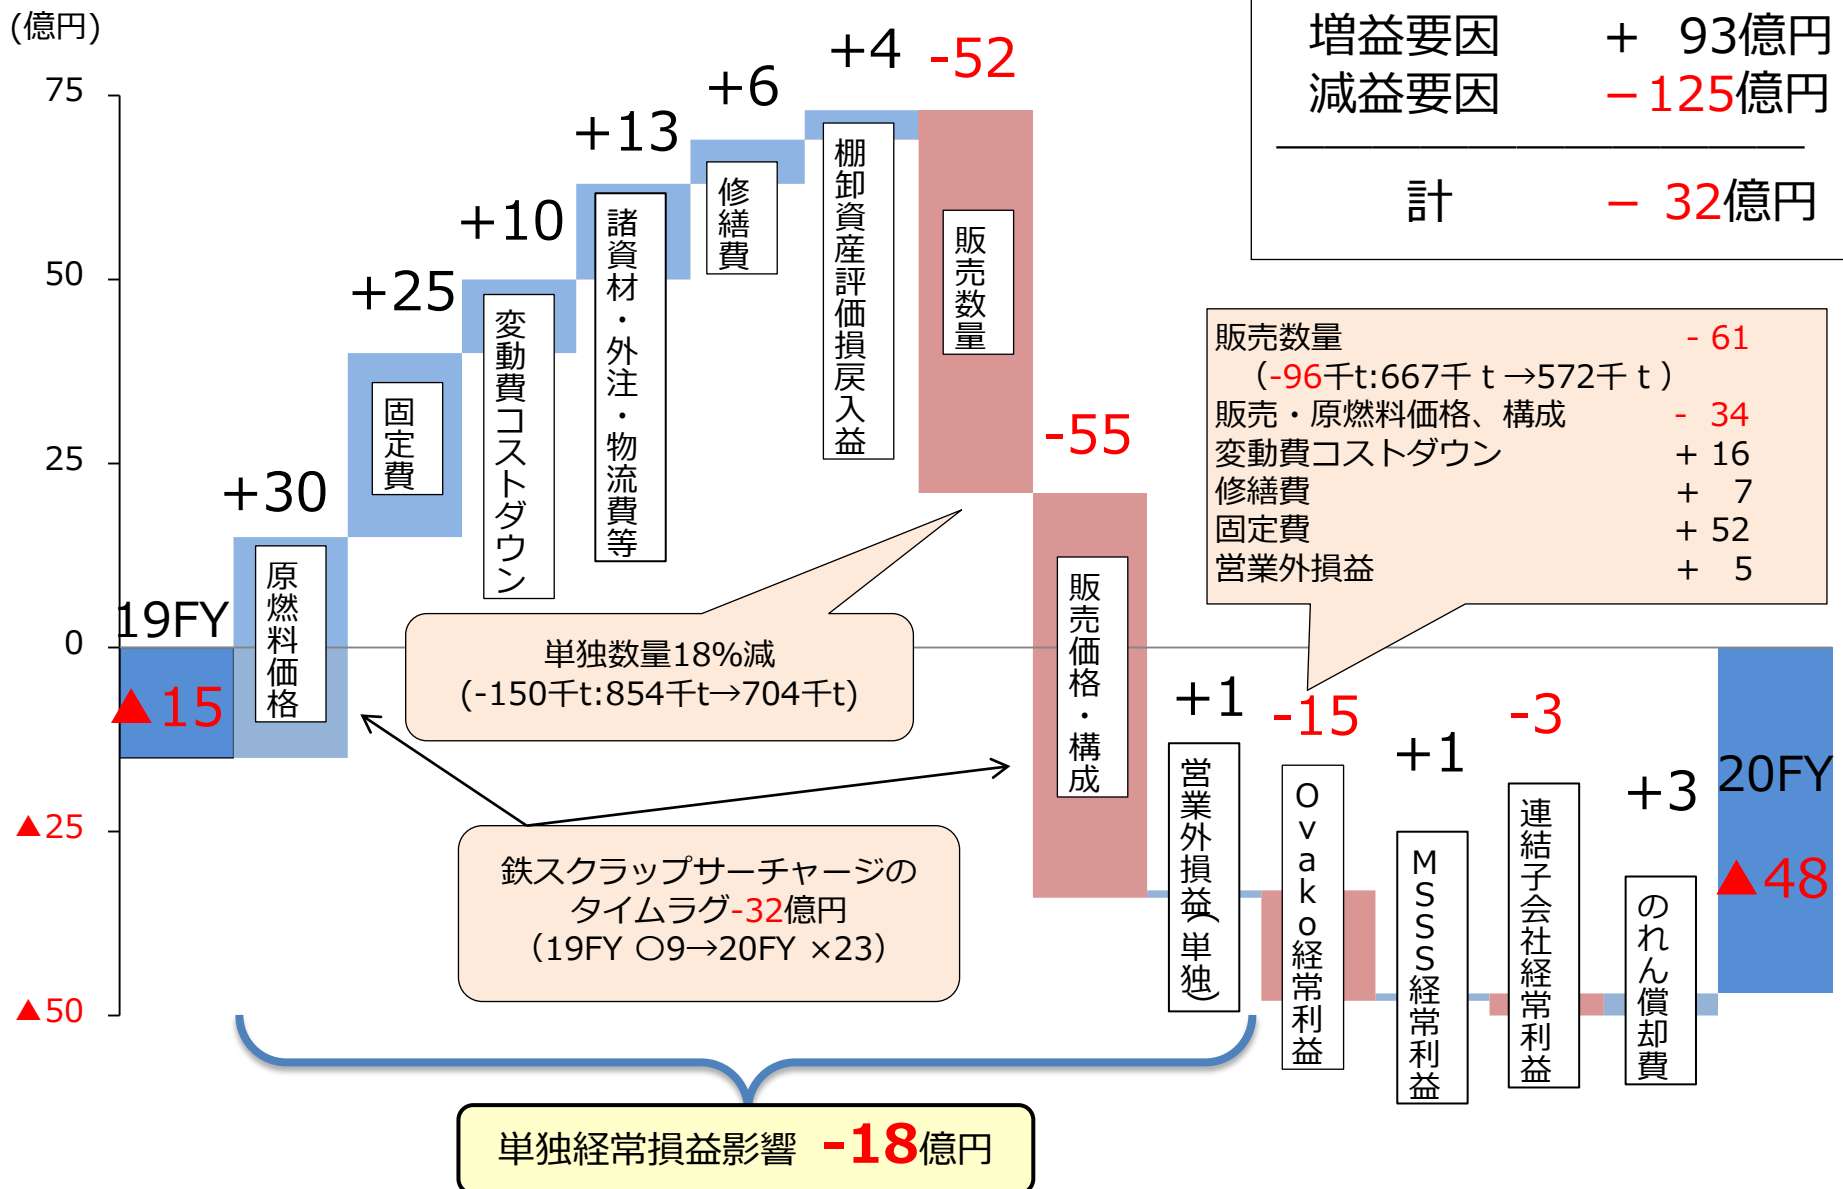 (億円)
増益要因 + 93億円
減益要因 －125億円
計 － 32億円
75
50
25
0
▲25
▲50
19FY
▲15
+30
原燃料価格
+25
固定費
+10
変動費コストダウン
+13
諸資材・外注・物流費等
+6
修繕費
+4
棚卸資産評価損戻入益
-52
販売数量
-55
販売価格・構成
+1
営業外損益(単独)
-15
Ovako経常利益
+1
MSSS経常利益
-3
連結子会社経常利益
+3
のれん償却費
20FY
▲48
販売数量 - 61
（-96千t:667千ｔ→572千ｔ）
販売・原燃料価格、構成 - 34
変動費コストダウン + 16
修繕費 + 7
固定費 + 52
営業外損益 + 5
単独数量18%減
(-150千t:854千t→704千t)
鉄スクラップサーチャージの
タイムラグ-32億円
（19FY 〇9→20FY ×23）
単独経常損益影響 -18億円